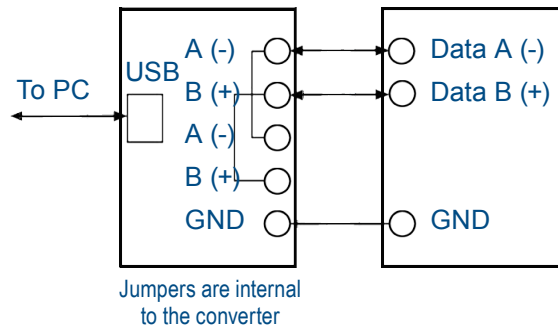 To PC
USB
A (-)
B (+)
A (-)
B (+)
GND
Data A (-)
Data B (+)
GND
Jumpers are internal
to the converter